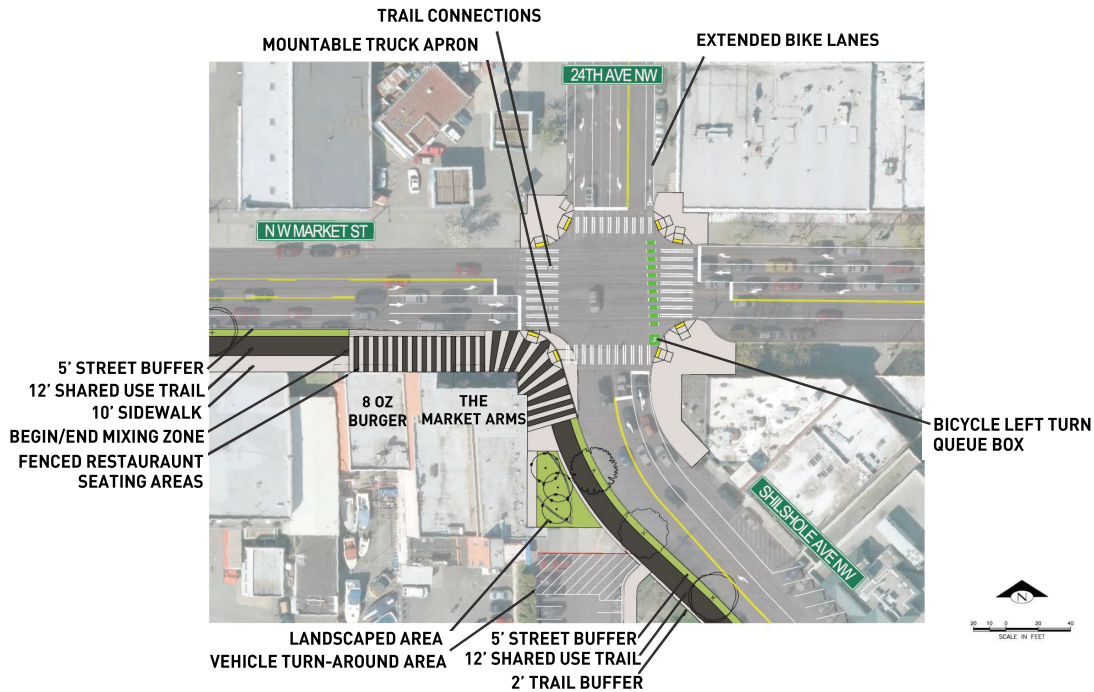 TRAIL CONNECTIONS
MOUNTABLE TRUCK APRON
EXTENDED BIKE LANES
24TH AVE NW
N W MARKET ST
5’ STREET BUFFER
12’ SHARED USE TRAIL
10’ SIDEWALK
BEGIN/END MIXING ZONE
FENCED RESTAURAUNT
SEATING AREAS
8 OZ
BURGER
THE
MARKET ARMS
BICYCLE LEFT TURN
QUEUE BOX
SHILSHOLE AVE NW
LANDSCAPED AREA
VEHICLE TURN-AROUND AREA
5’ STREET BUFFER
12’ SHARED USE TRAIL
2’ TRAIL BUFFER
N
20 10 0 20 40
SCALE IN FEET